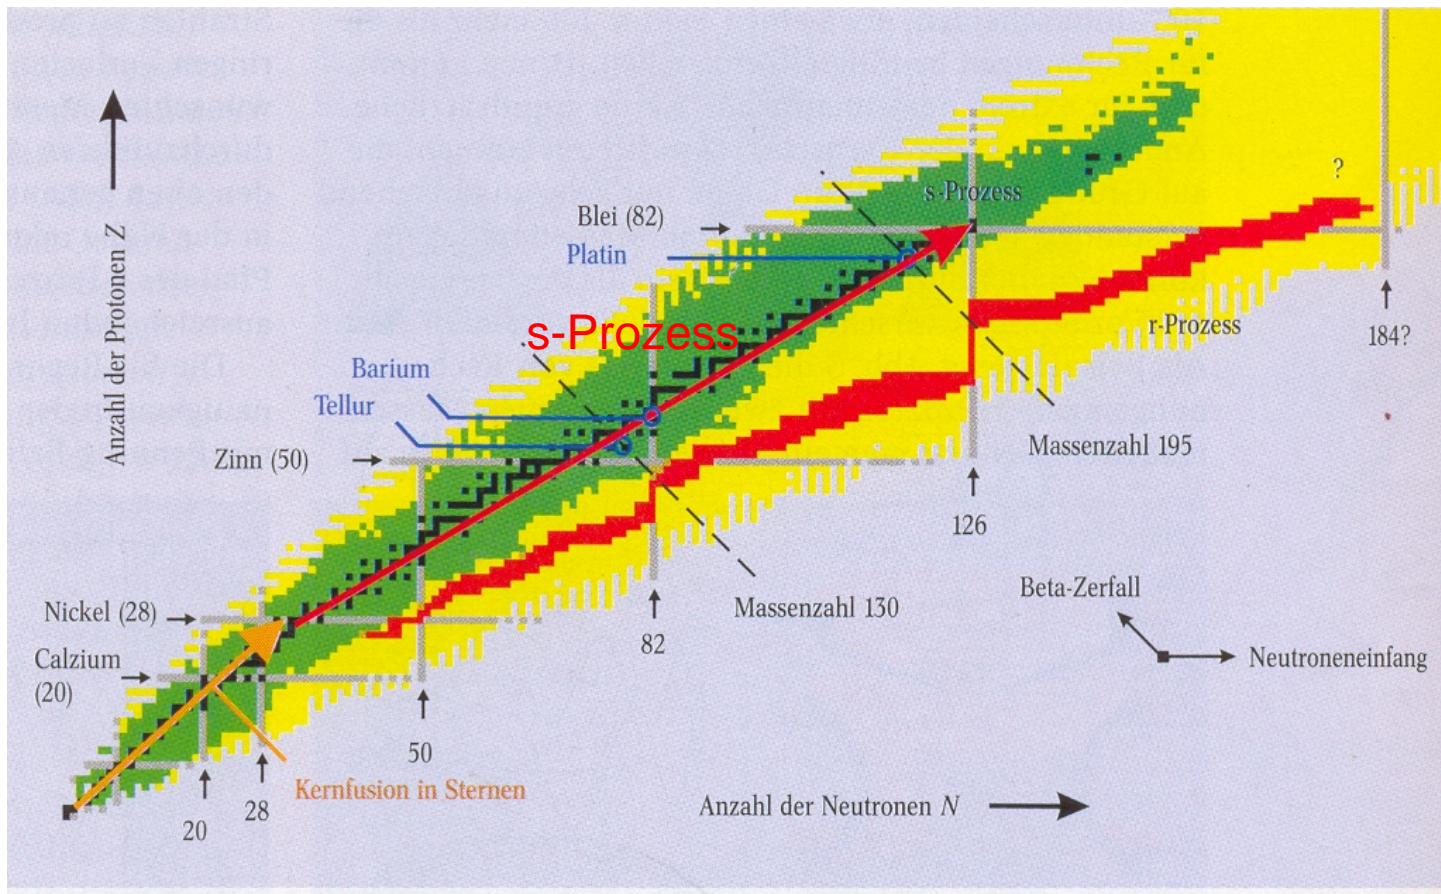 Anzahl der Protonen Z
Blei (82)
Platin
s-Prozess
?
s-Prozess
r-Prozess
184?
Barium
Tellur
Zinn (50)
Massenzahl 195
126
Beta-Zerfall
Nickel (28)
Massenzahl 130
82
Neutroneneinfang
Calzium
(20)
50
Kernfusion in Sternen
Anzahl der Neutronen N
28
20